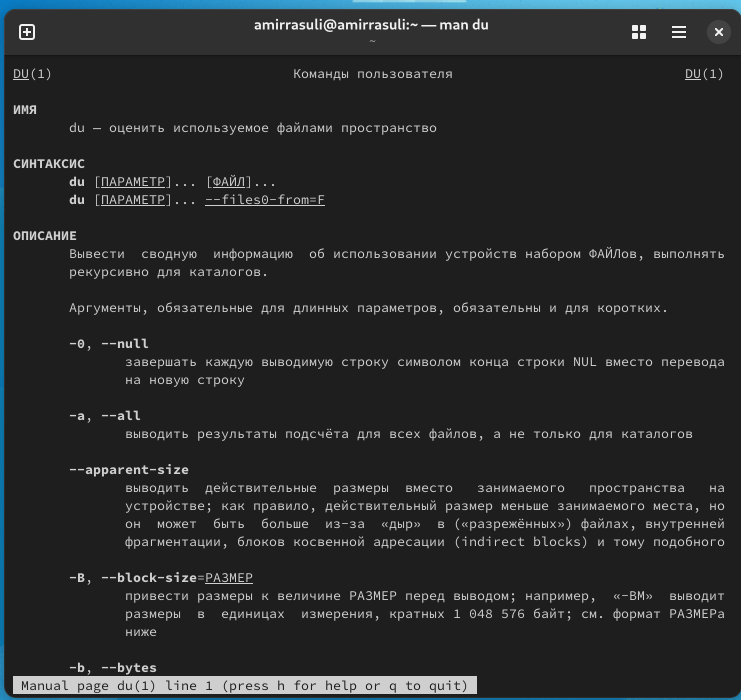 amirrasuli@amirrasuli:~ — man du
~
DU(1) Команды пользователя DU(1)
ИМЯ
du — оценить используемое файлами пространство
СИНТАКСИС
du [ПАРАМЕТР]... [ФАЙЛ]...
du [ПАРАМЕТР]... --files0-from=F
ОПИСАНИЕ
Вывести сводную информацию об использовании устройств набором ФАЙЛов, выполнять
рекурсивно для каталогов.
Аргументы, обязательные для длинных параметров, обязательны и для коротких.
-0, --null
завершать каждую выводимую строку символом конца строки NUL вместо перевода
на новую строку
-a, --all
выводить результаты подсчёта для всех файлов, а не только для каталогов
--apparent-size
выводить действительные размеры вместо занимаемого пространства на
устройстве; как правило, действительный размер меньше занимаемого места, но
он может быть больше из-за «дыр» в («разрежённых») файлах, внутренней
фрагментации, блоков косвенной адресации (indirect blocks) и тому подобного
-B, --block-size=РАЗМЕР
привести размеры к величине РАЗМЕР перед выводом; например, «-BM» выводит
размеры в единицах измерения, кратных 1 048 576 байт; см. формат РАЗМЕРа
ниже
-b, --bytes
Manual page du(1) line 1 (press h for help or q to quit)